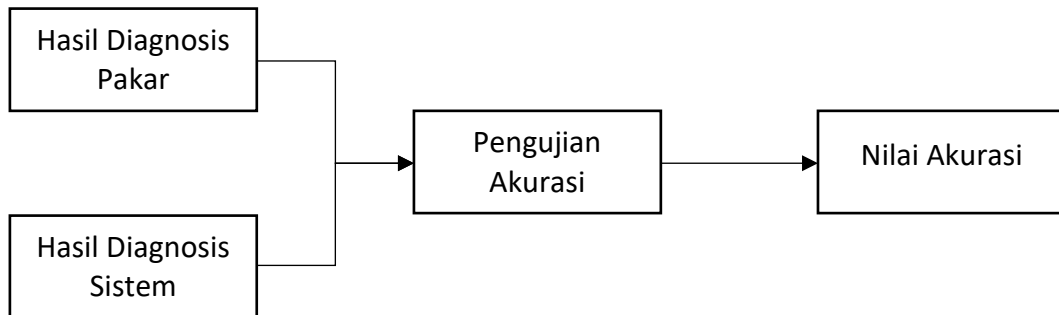 Hasil Diagnosis
Pakar
Pengujian
Akurasi
Nilai Akurasi
Hasil Diagnosis
Sistem